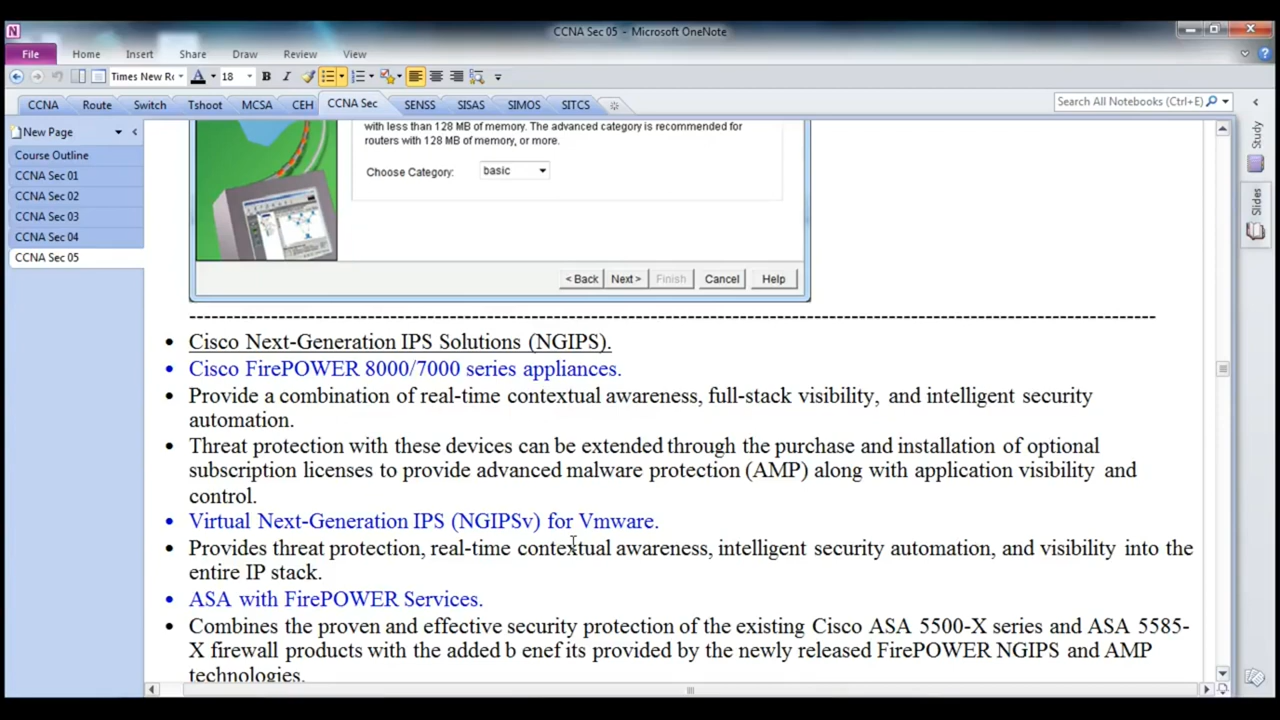 CCNA Sec 05 - Microsoft OneNote
File Home Insert Share Draw Review View
Times New Ro 18 B I
CCNA Route Switch Tshoot MCSA CEH CCNA Sec SENSS SISAS SIMOS SITCS
Search All Notebooks (Ctrl+E)
New Page
Course Outline
CCNA Sec 01
CCNA Sec 02
CCNA Sec 03
CCNA Sec 04
CCNA Sec 05
with less than 128 MB of memory. The advanced category is recommended for
routers with 128 MB of memory, or more.
Choose Category: basic
< Back Next > Finish Cancel Help
• Cisco Next-Generation IPS Solutions (NGIPS).
• Cisco FirePOWER 8000/7000 series appliances.
• Provide a combination of real-time contextual awareness, full-stack visibility, and intelligent security
automation.
• Threat protection with these devices can be extended through the purchase and installation of optional
subscription licenses to provide advanced malware protection (AMP) along with application visibility and
control.
• Virtual Next-Generation IPS (NGIPSv) for Vmware.
• Provides threat protection, real-time contextual awareness, intelligent security automation, and visibility into the
entire IP stack.
• ASA with FirePOWER Services.
• Combines the proven and effective security protection of the existing Cisco ASA 5500-X series and ASA 5585-
X firewall products with the added b enef its provided by the newly released FirePOWER NGIPS and AMP
technologies.
Study
Slides